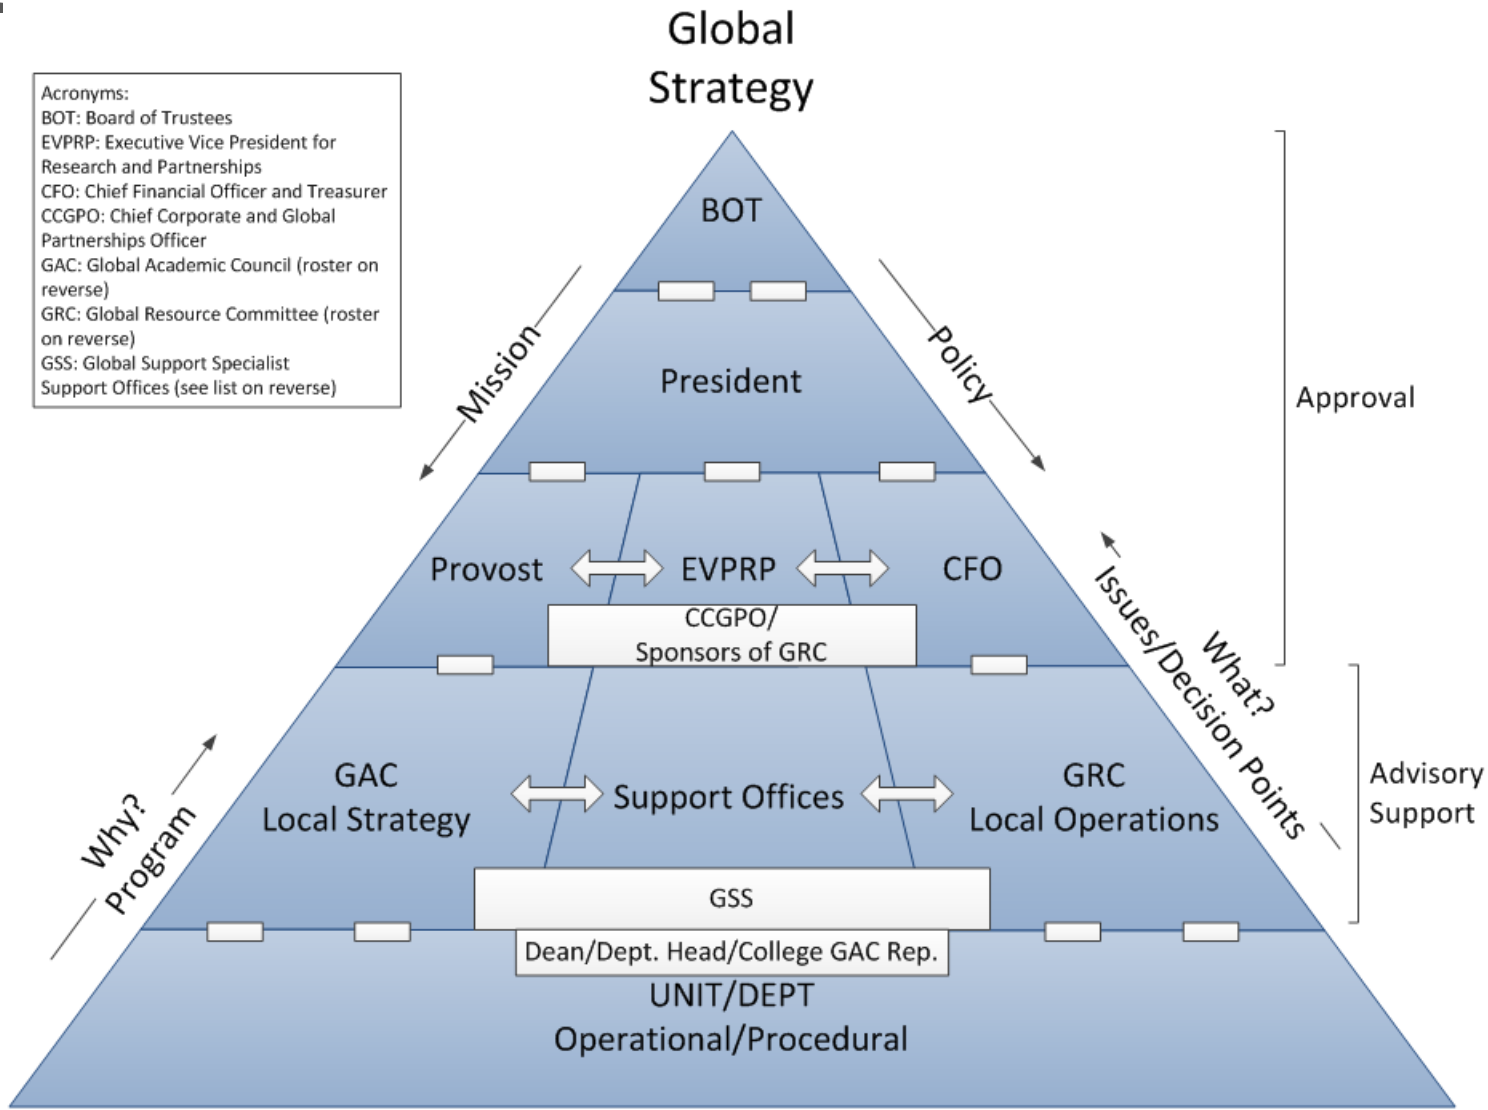 Global
Strategy
Acronyms:
BOT: Board of Trustees
EVPRP: Executive Vice President for
Research and Partnerships
CFO: Chief Financial Officer and Treasurer
CCGPO: Chief Corporate and Global
Partnerships Officer
GAC: Global Academic Council (roster on
reverse)
GRC: Global Resource Committee (roster
on reverse)
GSS: Global Support Specialist
Support Offices (see list on reverse)
BOT
Mission
Policy
President
Approval
Provost
EVPRP
CFO
CCGPO/
Sponsors of GRC
What?
Issues/Decision Points
GAC
Local Strategy
Support Offices
GRC
Local Operations
Advisory
Support
Why?
Program
GSS
Dean/Dept. Head/College GAC Rep.
UNIT/DEPT
Operational/Procedural